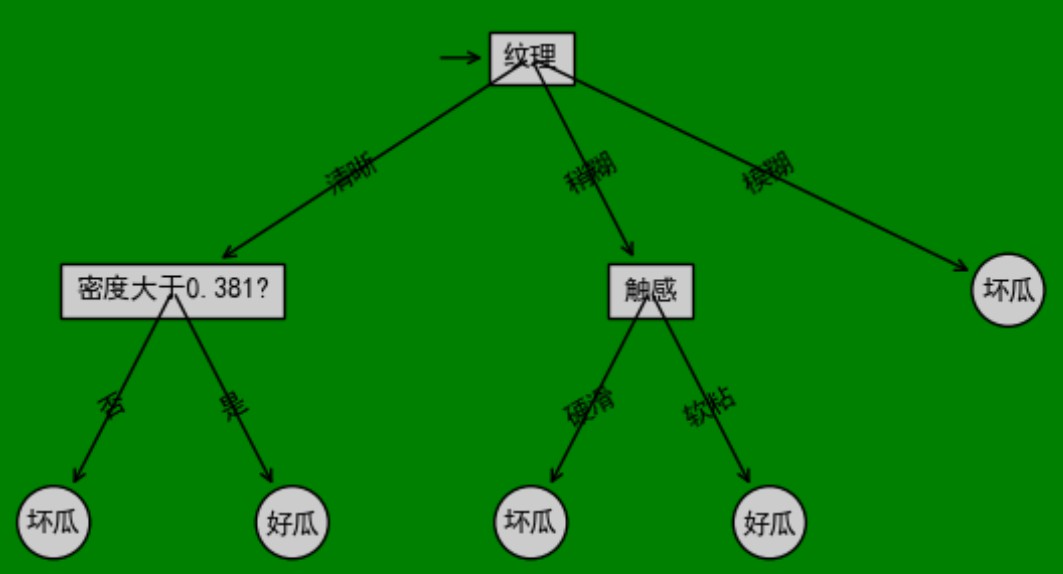 纹理
清晰
稍糊
模糊
密度大于0.381?
触感
坏瓜
否
是
硬滑
软粘
坏瓜
好瓜
坏瓜
好瓜